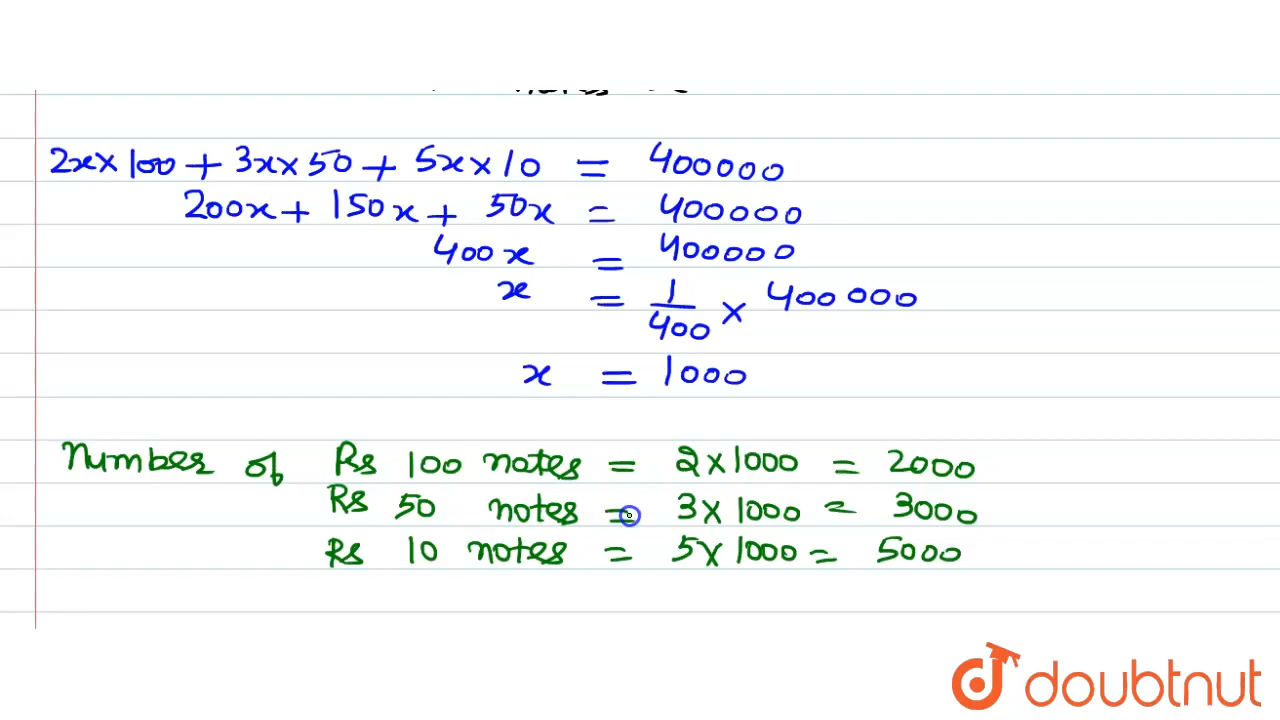 2x × 100 + 3x × 50 + 5x × 10 = 400000
200x + 150x + 50x = 400000
400x = 400000
x = 1/400 × 400000
x = 1000
Number of Rs 100 notes = 2 × 1000 = 2000
Rs 50 notes = 3 × 1000 = 3000
Rs 10 notes = 5 × 1000 = 5000
doubtnut